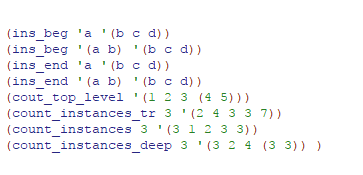 (ins_beg 'a '(b c d))
(ins_beg '(a b) '(b c d))
(ins_end 'a '(b c d))
(ins_end '(a b) '(b c d))
(cout_top_level '(1 2 3 (4 5)))
(count_instances_tr 3 '(2 4 3 3 7))
(count_instances 3 '(3 1 2 3 3))
(count_instances_deep 3 '(3 2 4 (3 3)) )